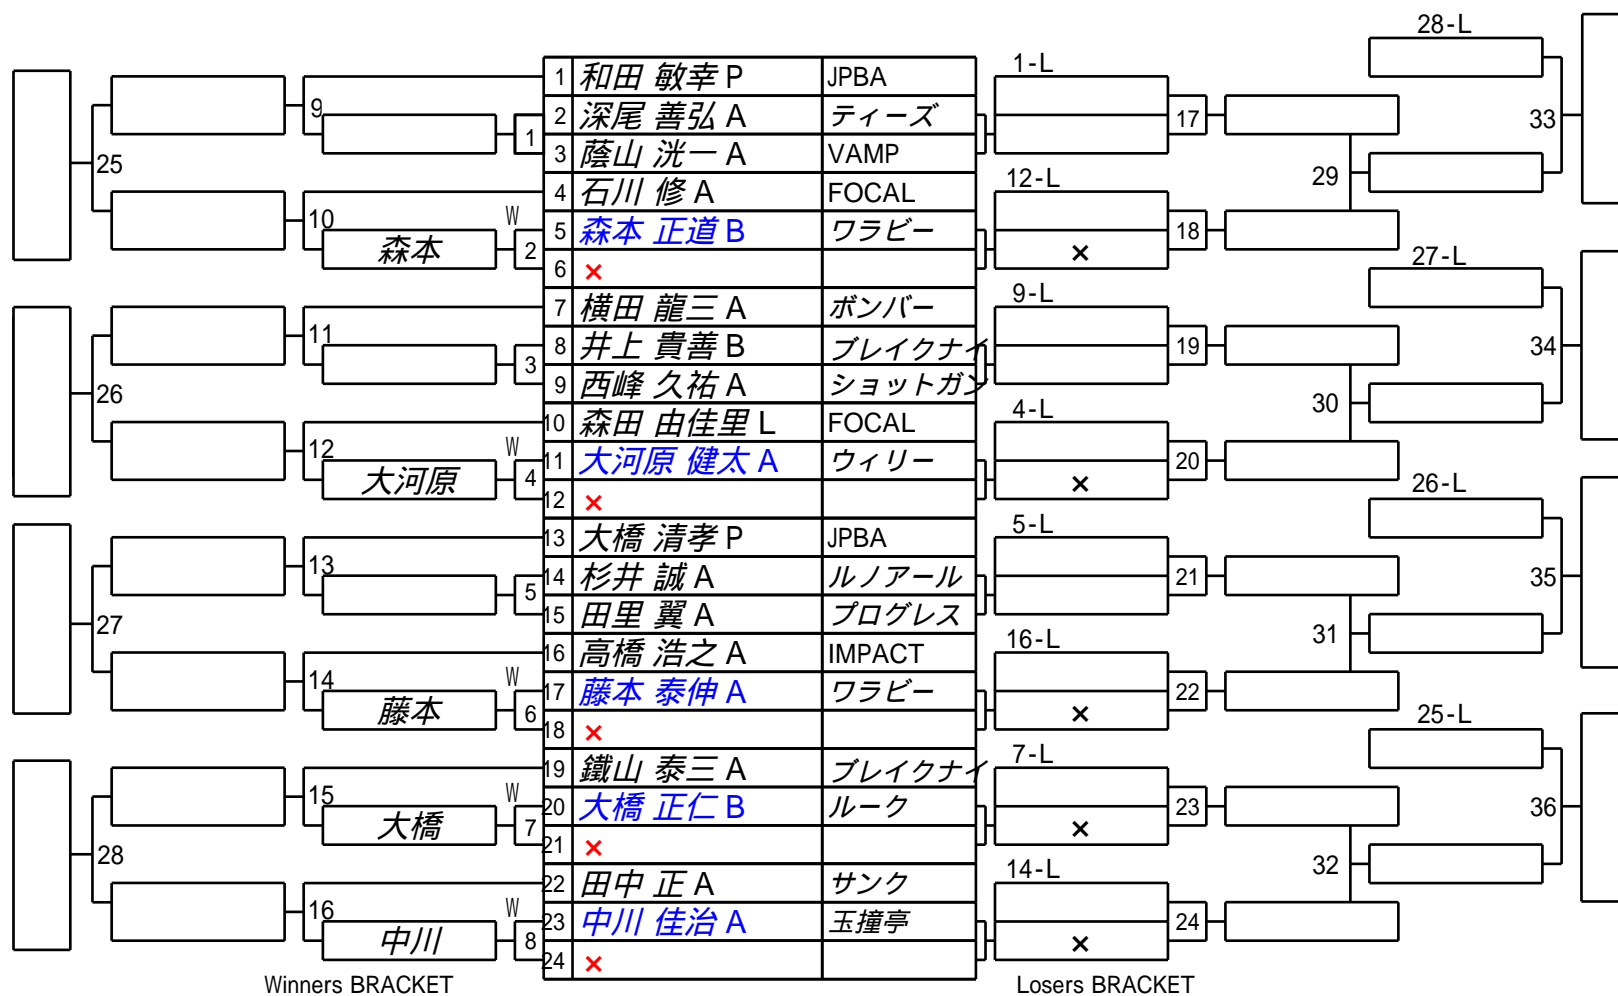 28-L
1 和田 敏幸 P JPBA 1-L
9 2 深尾 善弘 A ティーズ 17 33
1
25 3 蔭山 洸一 A VAMP
4 石川 修 A FOCAL 12-L 29
10 W 5 森本 正道 B ワラビー 18
森本 2 ×
6 × 27-L
7 横田 龍三 A ボンバー 9-L
11 8 井上 貴善 B ブレイクナイ 19 34
3
26 9 西峰 久祐 A ショットガン
10 森田 由佳里 L FOCAL 4-L 30
12 W 11 大河原 健太 A ウィリー 20
大河原 4 ×
12 × 26-L
13 大橋 清孝 P JPBA 5-L
13 14 杉井 誠 A ルノアール 21 35
5
27 15 田里 翼 A プログレス
16 高橋 浩之 A IMPACT 16-L 31
14 W 17 藤本 泰伸 A ワラビー 22
藤本 6 ×
18 × 25-L
19 鐵山 泰三 A ブレイクナイ 7-L
15 W 20 大橋 正仁 B ルーク 23 36
大橋 7 ×
28 21 ×
22 田中 正 A サンク 14-L 32
16 W 23 中川 佳治 A 玉撞亭 24
中川 8 ×
24 ×
Winners BRACKET Losers BRACKET